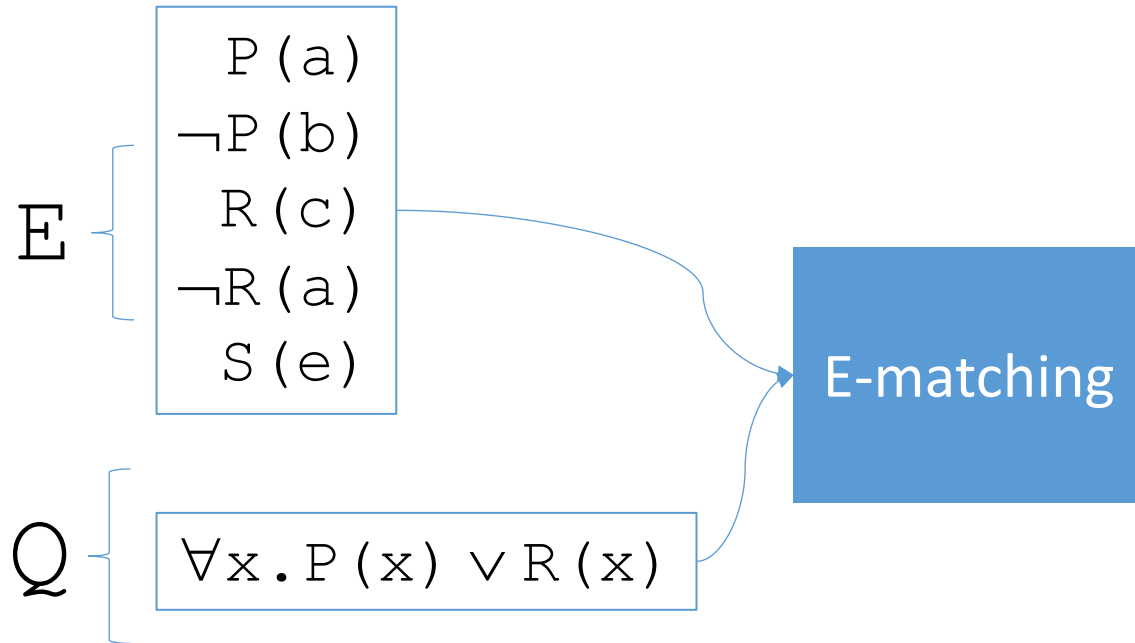 P(a)
¬P(b)
E
R(c)
¬R(a)
S(e)
E-matching
Q
∀x.P(x) ∨ R(x)